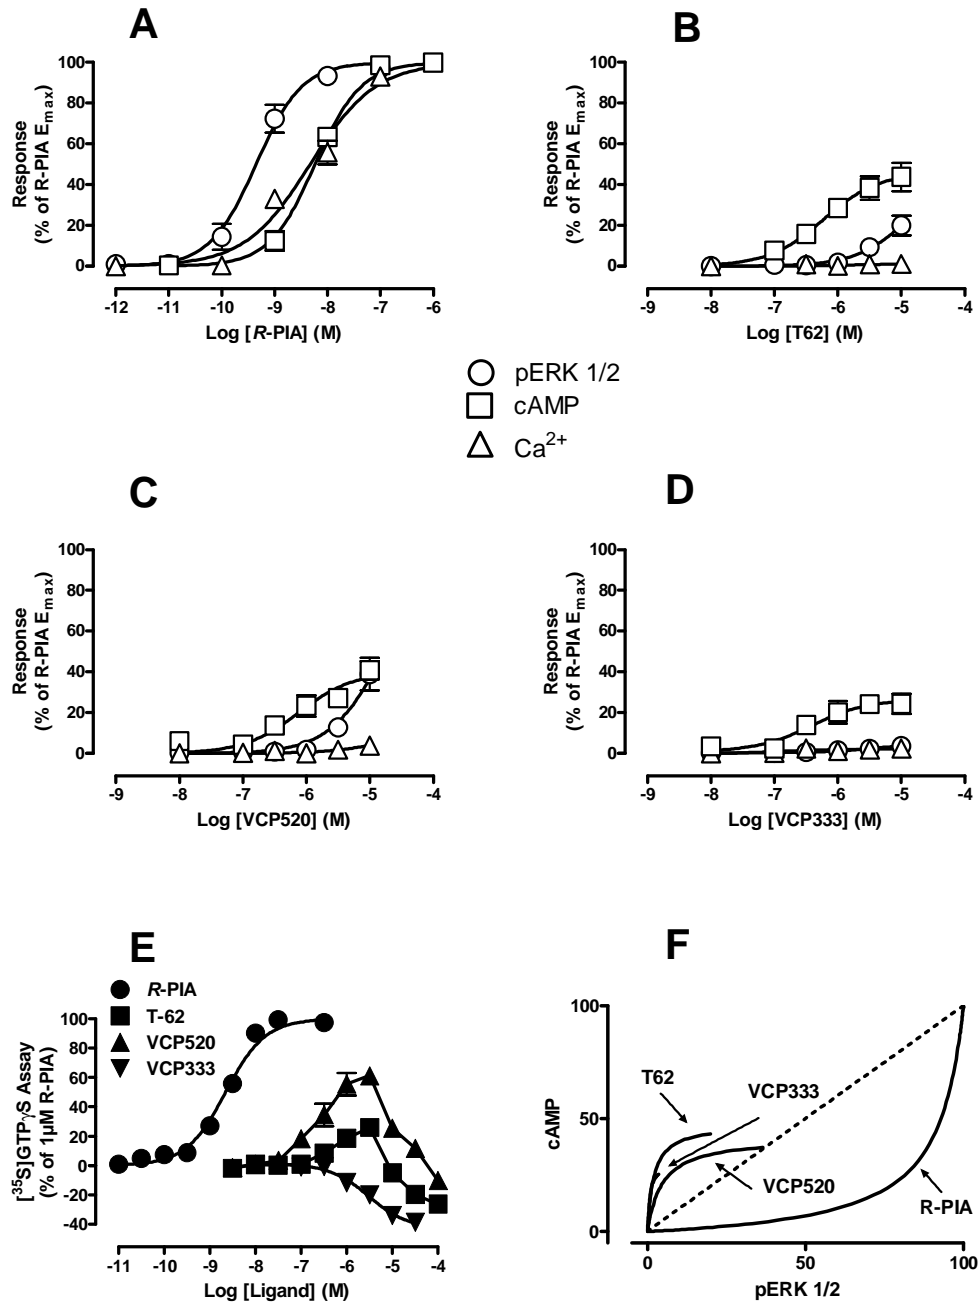 A
Response
(% of R-PIA Emax)
100
80
60
40
20
0
-12 -11 -10 -9 -8 -7 -6
Log [R-PIA] (M)
B
Response
(% of R-PIA Emax)
100
80
60
40
20
0
-9 -8 -7 -6 -5 -4
Log [T62] (M)
pERK 1/2
cAMP
Ca2+
C
Response
(% of R-PIA Emax)
100
80
60
40
20
0
-9 -8 -7 -6 -5 -4
Log [VCP520] (M)
D
Response
(% of R-PIA Emax)
100
80
60
40
20
0
-9 -8 -7 -6 -5 -4
Log [VCP333] (M)
E
R-PIA
T-62
VCP520
VCP333
[35S]GTPγS Assay
(% of 1μM R-PIA)
100
80
60
40
20
0
-20
-40
-11 -10 -9 -8 -7 -6 -5 -4
Log [Ligand] (M)
F
cAMP
100
50
0
T62
VCP333
VCP520
R-PIA
0 50 100
pERK 1/2